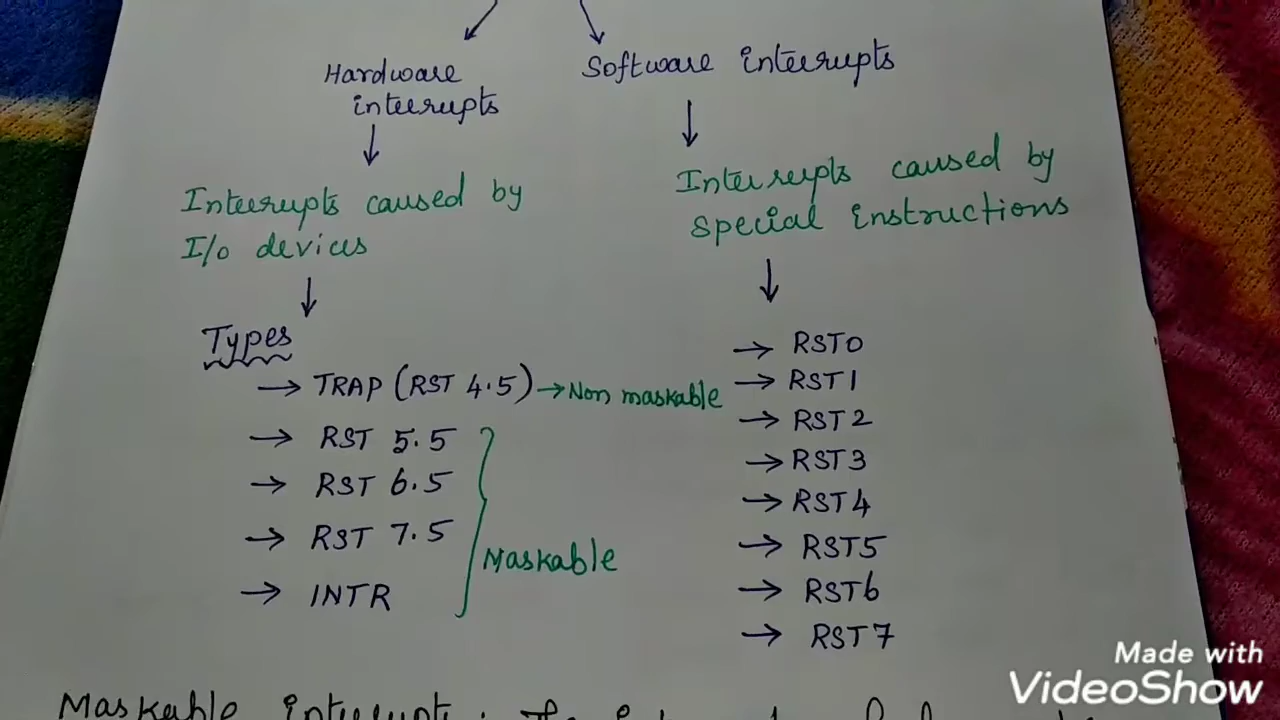 Hardware
interrupts
Software interrupts
Interrupts caused by
I/o devices
Interrupts caused by
special instructions
Types
→ TRAP (RST 4.5) → Non maskable
→ RST 5.5
→ RST 6.5
→ RST 7.5
→ INTR
Maskable
→ RST0
→ RST1
→ RST2
→ RST3
→ RST4
→ RST5
→ RST6
→ RST7
Maskable interrupt :
Made with
VideoShow